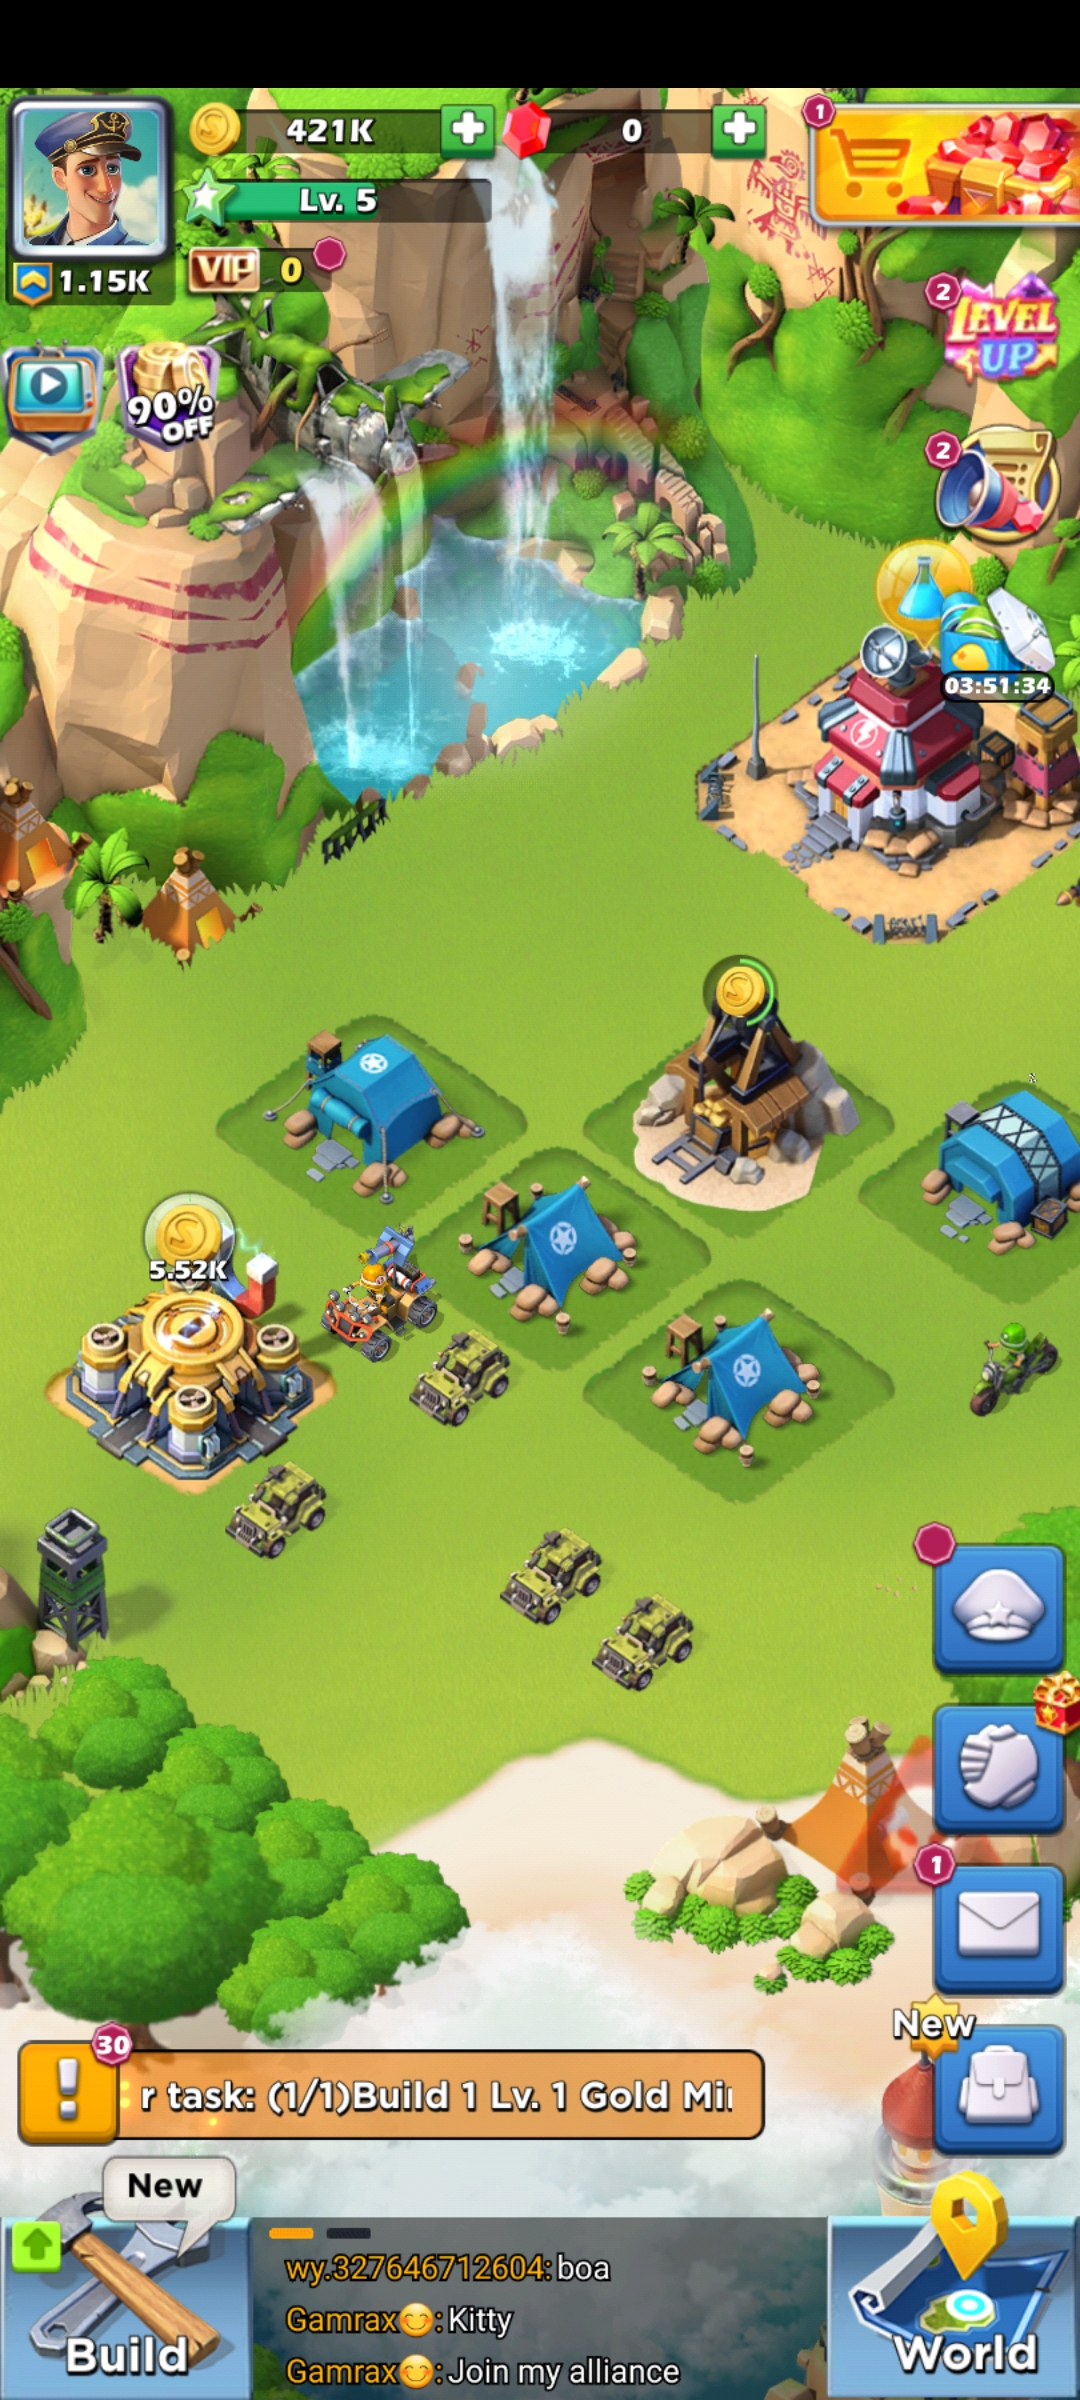 421K
0
1
Lv. 5
1.15K
VIP 0
2
LEVEL UP
90% OFF
2
03:51:34
5.52K
1
New
30
r task: (1/1)Build 1 Lv. 1 Gold Mi
New
wy.327646712604: boa
Gamrax😊: Kitty
Gamrax😊: Join my alliance
Build
World